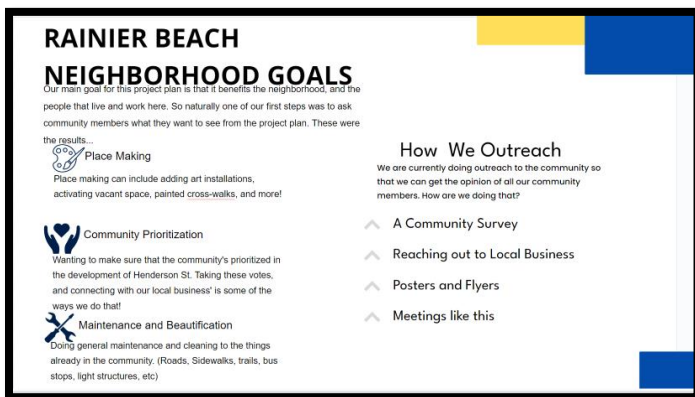 RAINIER BEACH
NEIGHBORHOOD GOALS
Our main goal for this project plan is that it benefits the neighborhood, and the
people that live and work here. So naturally one of our first steps was to ask
community members what they want to see from the project plan. These were
the results...
Place Making
Place making can include adding art installations,
activating vacant space, painted cross-walks, and more!
Community Prioritization
Wanting to make sure that the community's prioritized in
the development of Henderson St. Taking these votes,
and connecting with our local business' is some of the
ways we do that!
Maintenance and Beautification
Doing general maintenance and cleaning to the things
already in the community. (Roads, Sidewalks, trails, bus
stops, light structures, etc)
How We Outreach
We are currently doing outreach to the community so
that we can get the opinion of all our community
members. How are we doing that?
A Community Survey
Reaching out to Local Business
Posters and Flyers
Meetings like this